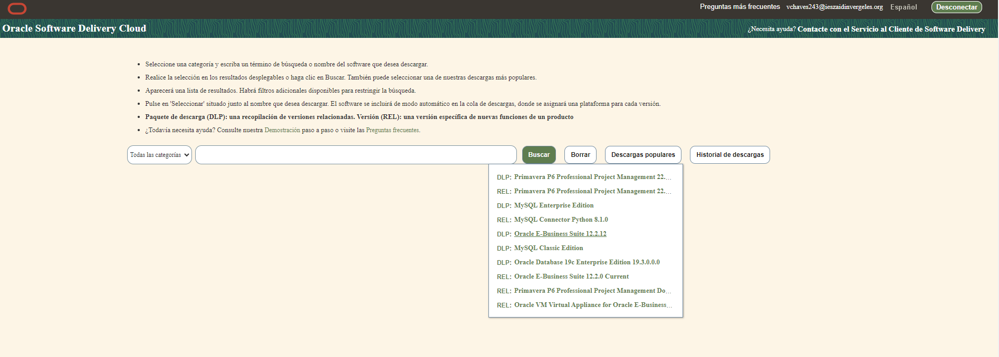 Preguntas más frecuentes vchaves243@ieszaidinvergeles.org Español Desconectar
Oracle Software Delivery Cloud ¿Necesita ayuda? Contacte con el Servicio al Cliente de Software Delivery
• Seleccione una categoría y escriba un término de búsqueda o nombre del software que desea descargar.
• Realice la selección en los resultados desplegables o haga clic en Buscar. También puede seleccionar una de nuestras descargas más populares.
• Aparecerá una lista de resultados. Habrá filtros adicionales disponibles para restringir la búsqueda.
• Pulse en 'Seleccionar' situado junto al nombre que desea descargar. El software se incluirá de modo automático en la cola de descargas, donde se asignará una plataforma para cada versión.
• Paquete de descarga (DLP): una recopilación de versiones relacionadas. Versión (REL): una versión específica de nuevas funciones de un producto
• ¿Todavía necesita ayuda? Consulte nuestra Demostración paso a paso o visite las Preguntas frecuentes.
Todas las categorías Buscar Borrar Descargas populares Historial de descargas
DLP: Primavera P6 Professional Project Management 22....
REL: Primavera P6 Professional Project Management 22....
DLP: MySQL Enterprise Edition
REL: MySQL Connector Python 8.1.0
DLP: Oracle E-Business Suite 12.2.12
DLP: MySQL Classic Edition
DLP: Oracle Database 19c Enterprise Edition 19.3.0.0.0
REL: Oracle E-Business Suite 12.2.0 Current
REL: Primavera P6 Professional Project Management Do...
REL: Oracle VM Virtual Appliance for Oracle E-Business...